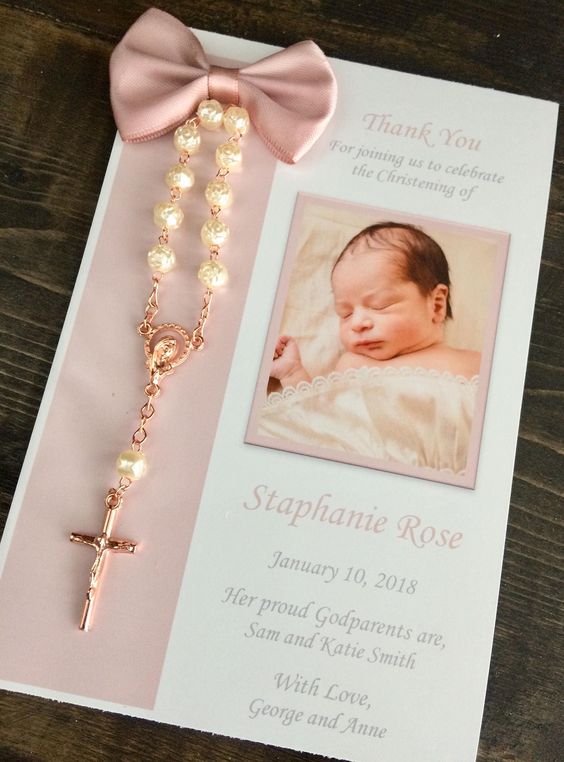 Thank You
For joining us to celebrate
the Christening of
Staphanie Rose
January 10, 2018
Her proud Godparents are,
Sam and Katie Smith
With Love,
George and Anne